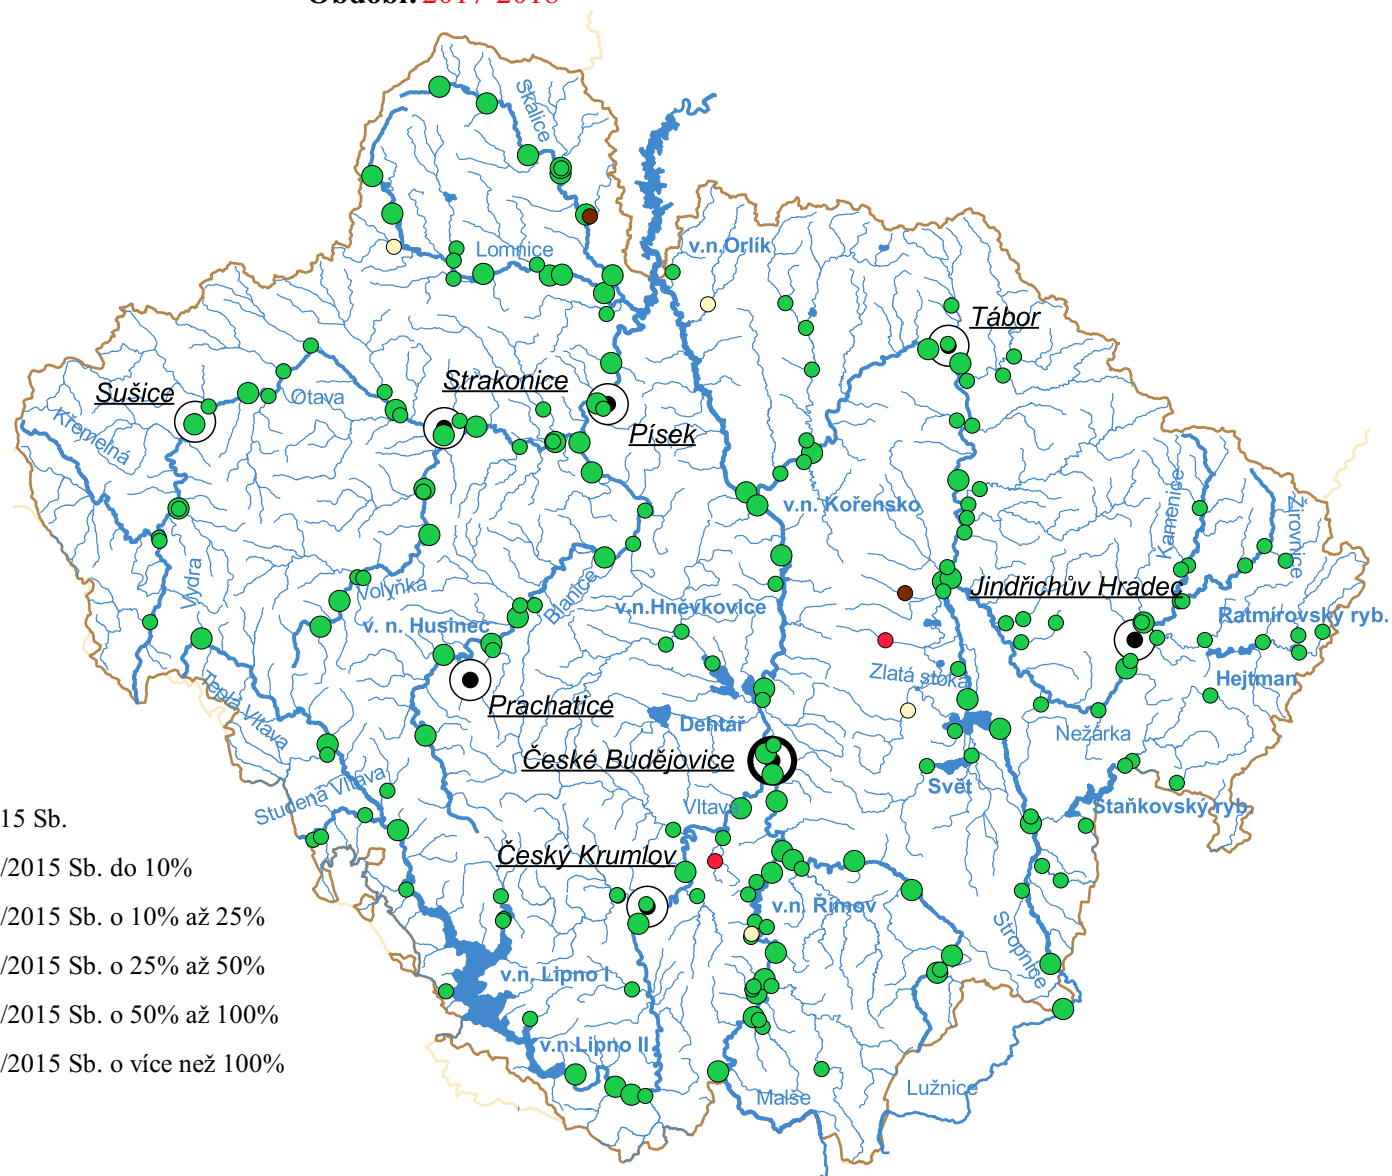 Období: 2017-2018
Skalice
Lomnice
v.n.Orlík
Tábor
Sušice
Strakonice
Otava
Písek
Křemelná
v.n. Kořensko
Kamenice
Žirovnice
Vydra
Volyňka
Blanice
v.n.Hněvkovice
Jindřichův Hradec
v. n. Husinec
Ratmírovský ryb.
Zlatá stoka
Hejtman
Teplá Vltava
Prachatice
Dehtář
Nežárka
České Budějovice
Svět
Studená Vltava
Vltava
Staňkovský ryb.
15 Sb.
/2015 Sb. do 10%
Český Krumlov
/2015 Sb. o 10% až 25%
v.n. Římov
Stropnice
/2015 Sb. o 25% až 50%
v.n. Lipno I
/2015 Sb. o 50% až 100%
v.n.Lipno II.
/2015 Sb. o více než 100%
Malše
Lužnice